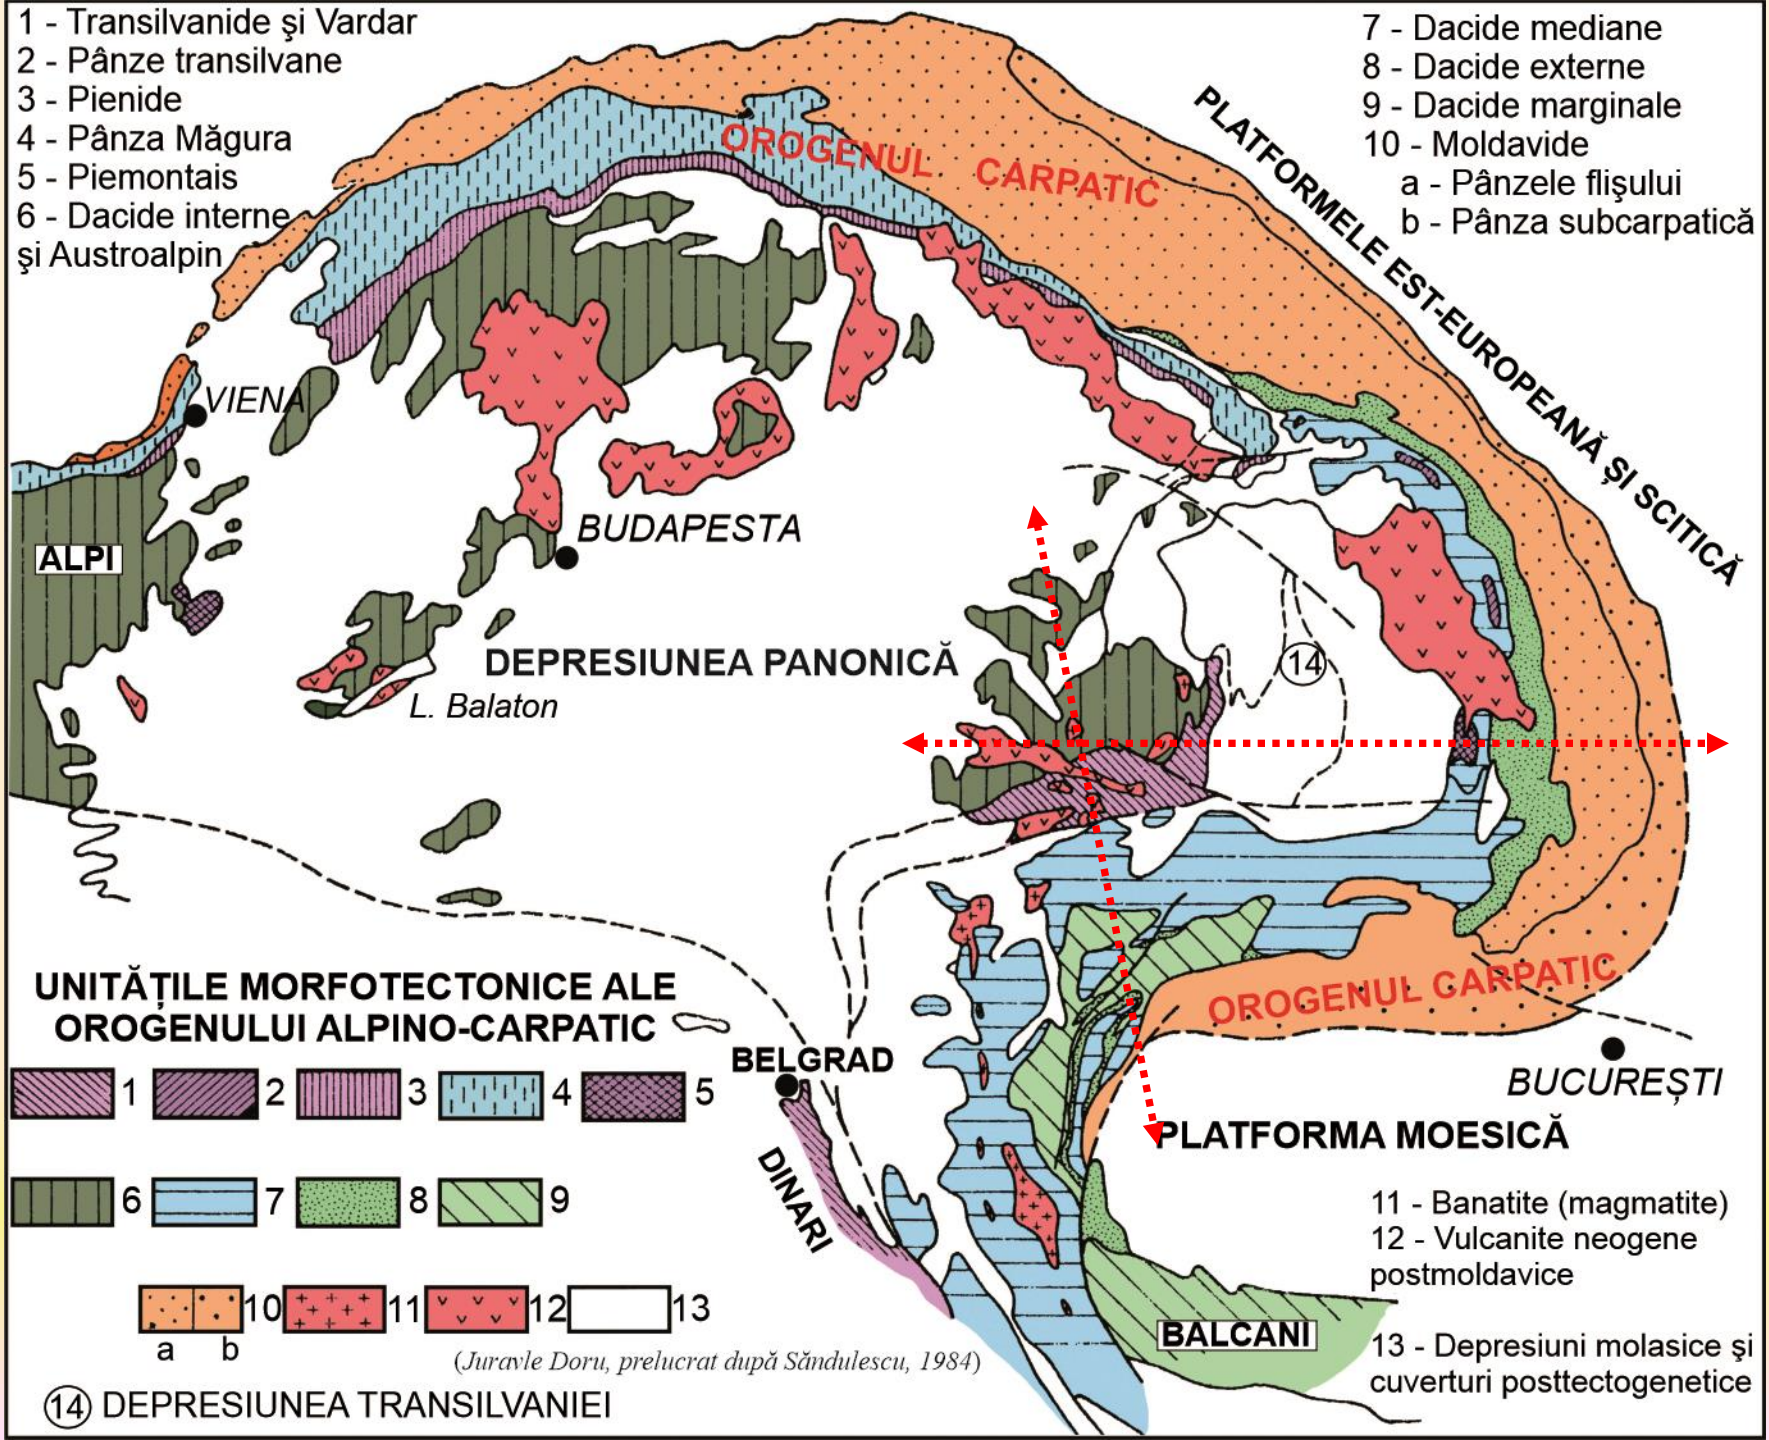 1 - Transilvanide şi Vardar
2 - Pânze transilvane
3 - Pienide
4 - Pânza Măgura
5 - Piemontais
6 - Dacide interne
şi Austroalpin
7 - Dacide mediane
8 - Dacide externe
9 - Dacide marginale
10 - Moldavide
a - Pânzele flişului
b - Pânza subcarpatică
PLATFORMELE EST-EUROPEANĂ ŞI SCITICĂ
OROGENUL CARPATIC
VIENA
BUDAPESTA
ALPI
DEPRESIUNEA PANONICĂ
14
L. Balaton
UNITĂȚILE MORFOTECTONICE ALE
OROGENULUI ALPINO-CARPATIC
OROGENUL CARPATIC
BELGRAD
BUCUREȘTI
PLATFORMA MOESICĂ
DINARI
1 2 3 4 5
6 7 8 9
10 11 12 13
a b
BALCANI
11 - Banatite (magmatite)
12 - Vulcanite neogene
postmoldavice
13 - Depresiuni molasice şi
cuverturi posttectogenetice
(Juravle Doru, prelucrat după Săndulescu, 1984)
14 DEPRESIUNEA TRANSILVANIEI